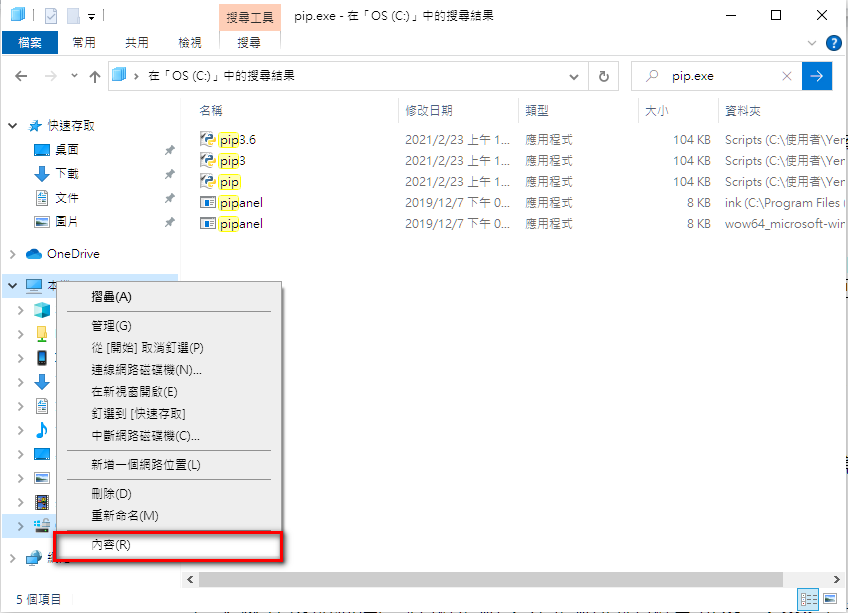 搜尋工具
pip.exe - 在「OS (C:)」中的搜尋結果
檔案
常用
共用
檢視
搜尋
在「OS (C:)」中的搜尋結果
pip.exe
名稱
修改日期
類型
大小
資料夾
pip3.6
2021/2/23 上午 1...
應用程式
104 KB
Scripts (C:\使用者\Yer
pip3
2021/2/23 上午 1...
應用程式
104 KB
Scripts (C:\使用者\Yer
pip
2021/2/23 上午 1...
應用程式
104 KB
Scripts (C:\使用者\Yer
pipanel
2019/12/7 下午 0...
應用程式
8 KB
ink (C:\Program Files
pipanel
2019/12/7 下午 0...
應用程式
8 KB
wow64_microsoft-win
快速存取
桌面
下載
文件
圖片
OneDrive
本
摺疊(A)
管理(G)
從 [開始] 取消釘選(P)
連線網路磁碟機(N)...
在新視窗開啟(E)
釘選到 [快速存取]
中斷網路磁碟機(C)...
新增一個網路位置(L)
刪除(D)
重新命名(M)
內容(R)
5 個項目